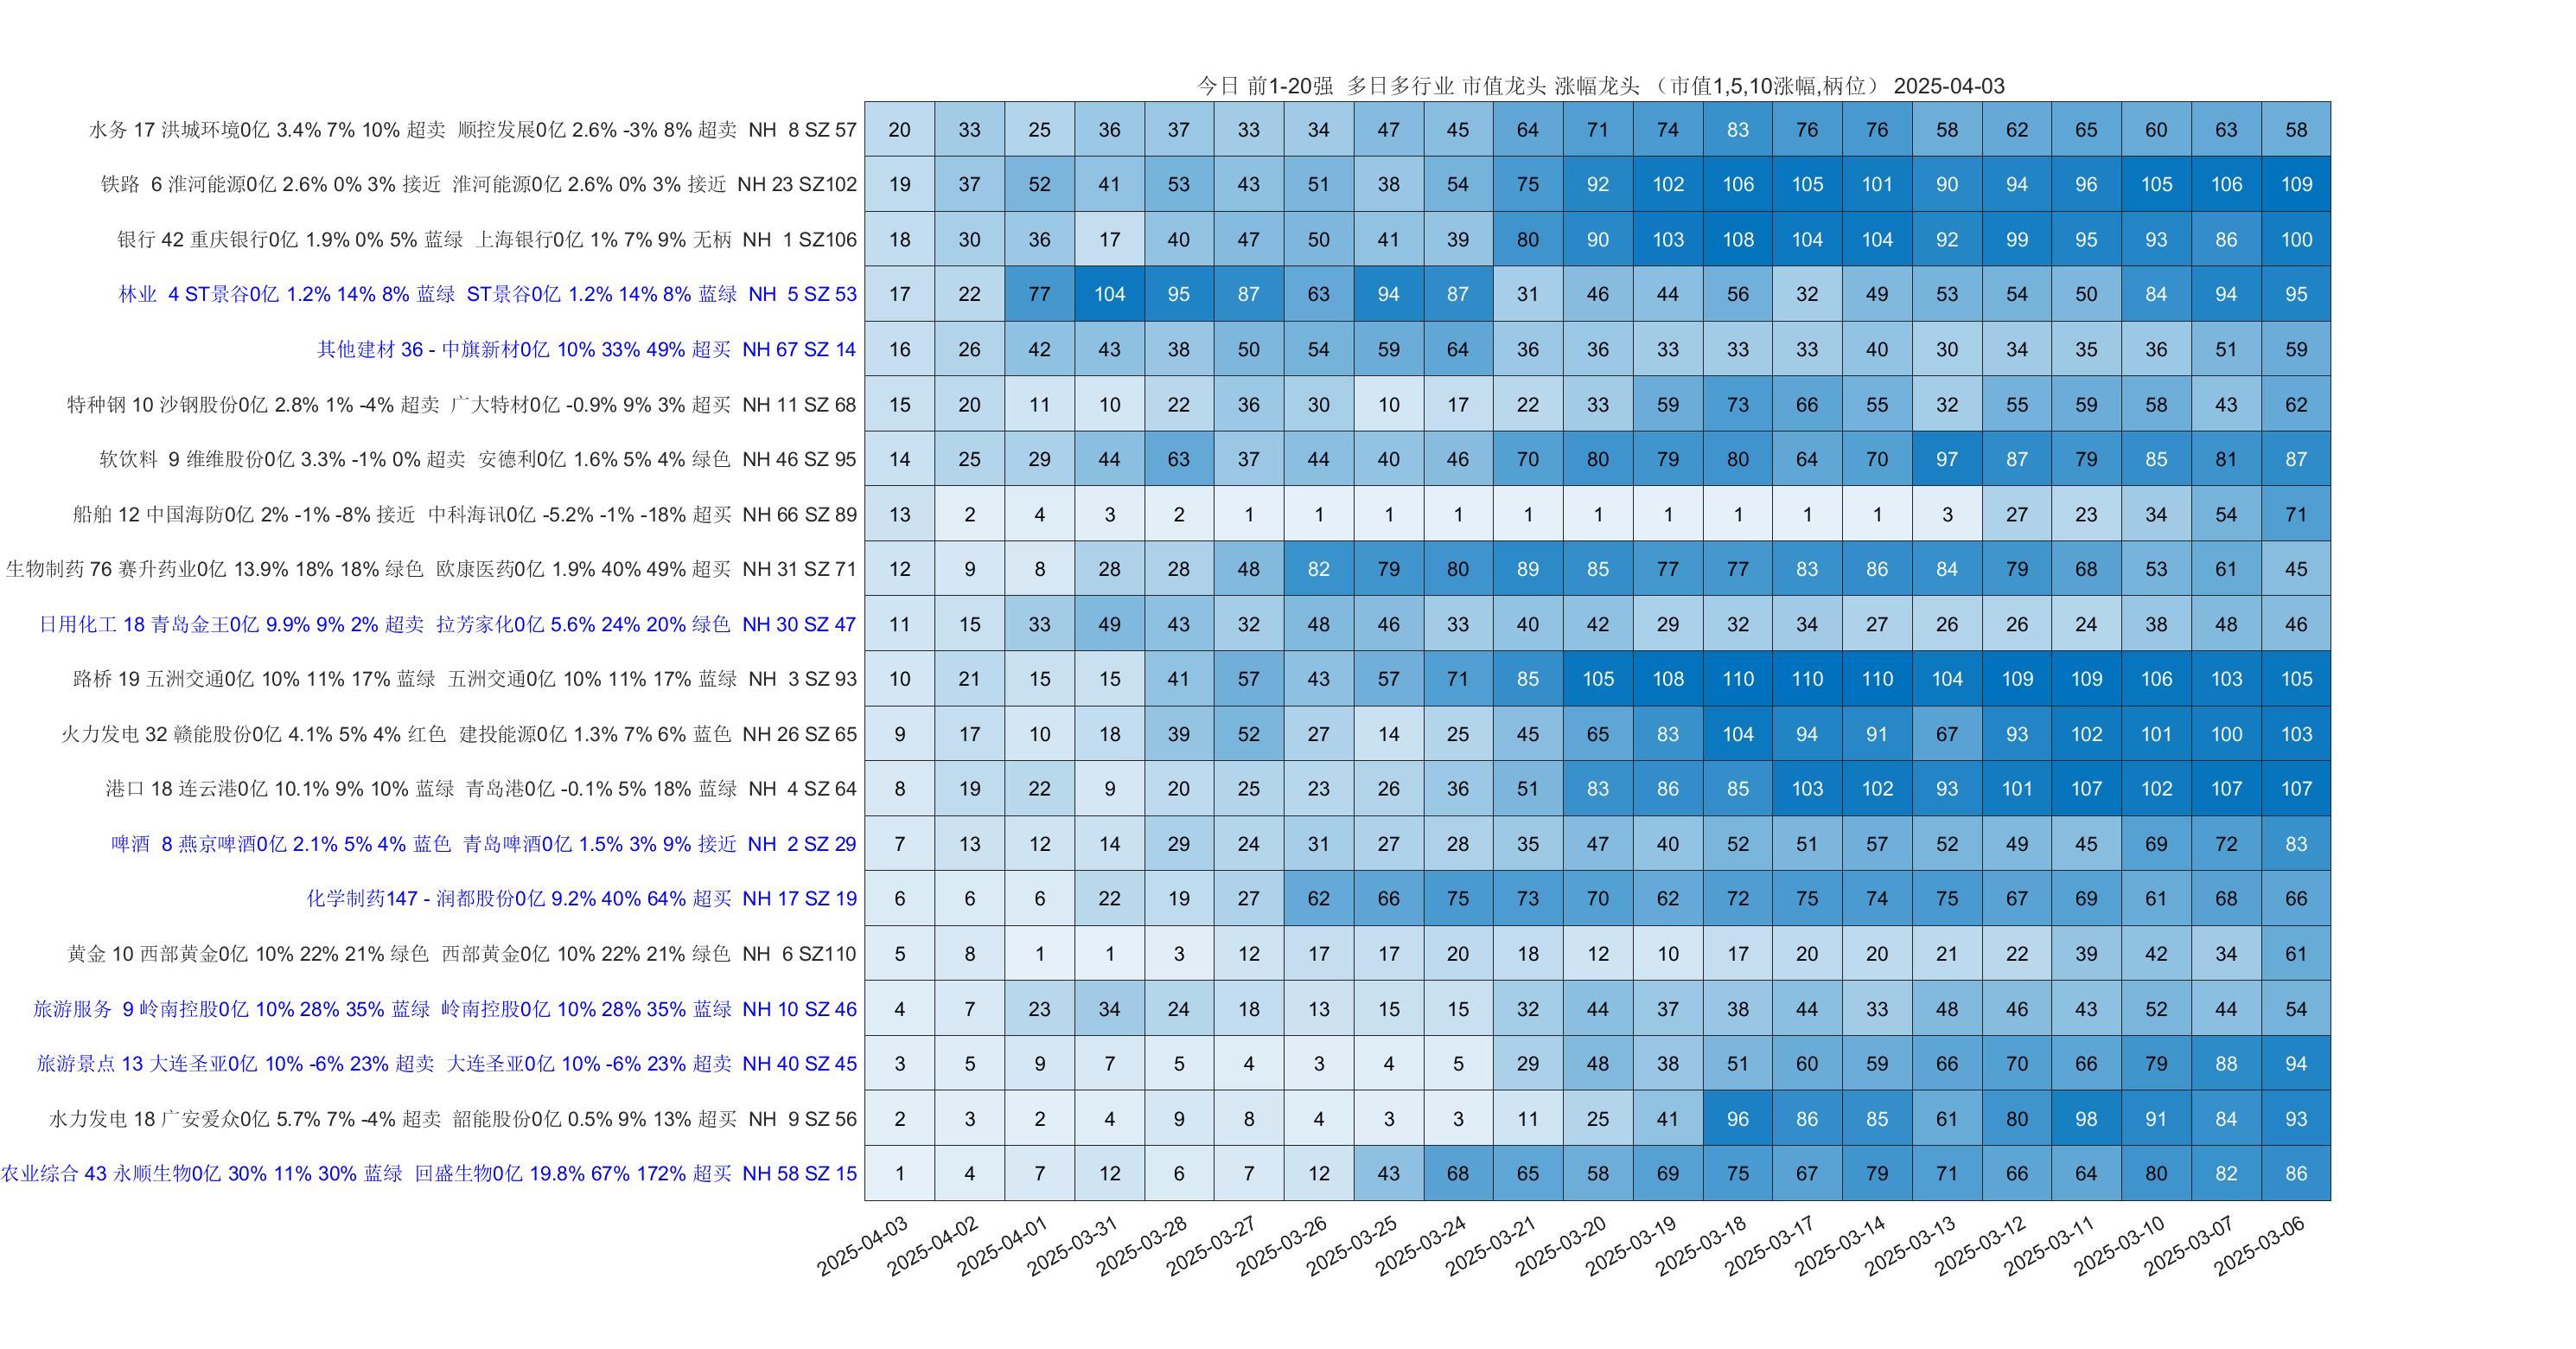 今日 前1-20强 多日多行业 市值龙头 涨幅龙头 （市值1,5,10涨幅,柄位） 2025-04-03
水务 17 洪城环境0亿 3.4% 7% 10% 超卖 顺控发展0亿 2.6% -3% 8% 超卖 NH 8 SZ 57 20 33 25 36 37 33 34 47 45 64 71 74 83 76 76 58 62 65 60 63 58
铁路 6 淮河能源0亿 2.6% 0% 3% 接近 淮河能源0亿 2.6% 0% 3% 接近 NH 23 SZ102 19 37 52 41 53 43 51 38 54 75 92 102 106 105 101 90 94 96 105 106 109
银行 42 重庆银行0亿 1.9% 0% 5% 蓝绿 上海银行0亿 1% 7% 9% 无柄 NH 1 SZ106 18 30 36 17 40 47 50 41 39 80 90 103 108 104 104 92 99 95 93 86 100
林业 4 ST景谷0亿 1.2% 14% 8% 蓝绿 ST景谷0亿 1.2% 14% 8% 蓝绿 NH 5 SZ 53 17 22 77 104 95 87 63 94 87 31 46 44 56 32 49 53 54 50 84 94 95
其他建材 36 - 中旗新材0亿 10% 33% 49% 超买 NH 67 SZ 14 16 26 42 43 38 50 54 59 64 36 36 33 33 33 40 30 34 35 36 51 59
特种钢 10 沙钢股份0亿 2.8% 1% -4% 超卖 广大特材0亿 -0.9% 9% 3% 超买 NH 11 SZ 68 15 20 11 10 22 36 30 10 17 22 33 59 73 66 55 32 55 59 58 43 62
软饮料 9 维维股份0亿 3.3% -1% 0% 超卖 安德利0亿 1.6% 5% 4% 绿色 NH 46 SZ 95 14 25 29 44 63 37 44 40 46 70 80 79 80 64 70 97 87 79 85 81 87
船舶 12 中国海防0亿 2% -1% -8% 接近 中科海讯0亿 -5.2% -1% -18% 超买 NH 66 SZ 89 13 2 4 3 2 1 1 1 1 1 1 1 1 1 1 3 27 23 34 54 71
生物制药 76 赛升药业0亿 13.9% 18% 18% 绿色 欧康医药0亿 1.9% 40% 49% 超买 NH 31 SZ 71 12 9 8 28 28 48 82 79 80 89 85 77 77 83 86 84 79 68 53 61 45
日用化工 18 青岛金王0亿 9.9% 9% 2% 超卖 拉芳家化0亿 5.6% 24% 20% 绿色 NH 30 SZ 47 11 15 33 49 43 32 48 46 33 40 42 29 32 34 27 26 26 24 38 48 46
路桥 19 五洲交通0亿 10% 11% 17% 蓝绿 五洲交通0亿 10% 11% 17% 蓝绿 NH 3 SZ 93 10 21 15 15 41 57 43 57 71 85 105 108 110 110 110 104 109 109 106 103 105
火力发电 32 赣能股份0亿 4.1% 5% 4% 红色 建投能源0亿 1.3% 7% 6% 蓝色 NH 26 SZ 65 9 17 10 18 39 52 27 14 25 45 65 83 104 94 91 67 93 102 101 100 103
港口 18 连云港0亿 10.1% 9% 10% 蓝绿 青岛港0亿 -0.1% 5% 18% 蓝绿 NH 4 SZ 64 8 19 22 9 20 25 23 26 36 51 83 86 85 103 102 93 101 107 102 107 107
啤酒 8 燕京啤酒0亿 2.1% 5% 4% 蓝色 青岛啤酒0亿 1.5% 3% 9% 接近 NH 2 SZ 29 7 13 12 14 29 24 31 27 28 35 47 40 52 51 57 52 49 45 69 72 83
化学制药147 - 润都股份0亿 9.2% 40% 64% 超买 NH 17 SZ 19 6 6 6 22 19 27 62 66 75 73 70 62 72 75 74 75 67 69 61 68 66
黄金 10 西部黄金0亿 10% 22% 21% 绿色 西部黄金0亿 10% 22% 21% 绿色 NH 6 SZ110 5 8 1 1 3 12 17 17 20 18 12 10 17 20 20 21 22 39 42 34 61
旅游服务 9 岭南控股0亿 10% 28% 35% 蓝绿 岭南控股0亿 10% 28% 35% 蓝绿 NH 10 SZ 46 4 7 23 34 24 18 13 15 15 32 44 37 38 44 33 48 46 43 52 44 54
旅游景点 13 大连圣亚0亿 10% -6% 23% 超卖 大连圣亚0亿 10% -6% 23% 超卖 NH 40 SZ 45 3 5 9 7 5 4 3 4 5 29 48 38 51 60 59 66 70 66 79 88 94
水力发电 18 广安爱众0亿 5.7% 7% -4% 超卖 韶能股份0亿 0.5% 9% 13% 超买 NH 9 SZ 56 2 3 2 4 9 8 4 3 3 11 25 41 96 86 85 61 80 98 91 84 93
农业综合 43 永顺生物0亿 30% 11% 30% 蓝绿 回盛生物0亿 19.8% 67% 172% 超买 NH 58 SZ 15 1 4 7 12 6 7 12 43 68 65 58 69 75 67 79 71 66 64 80 82 86
2025-04-03 2025-04-02 2025-04-01 2025-03-31 2025-03-28 2025-03-27 2025-03-26 2025-03-25 2025-03-24 2025-03-21 2025-03-20 2025-03-19 2025-03-18 2025-03-17 2025-03-14 2025-03-13 2025-03-12 2025-03-11 2025-03-10 2025-03-07 2025-03-06